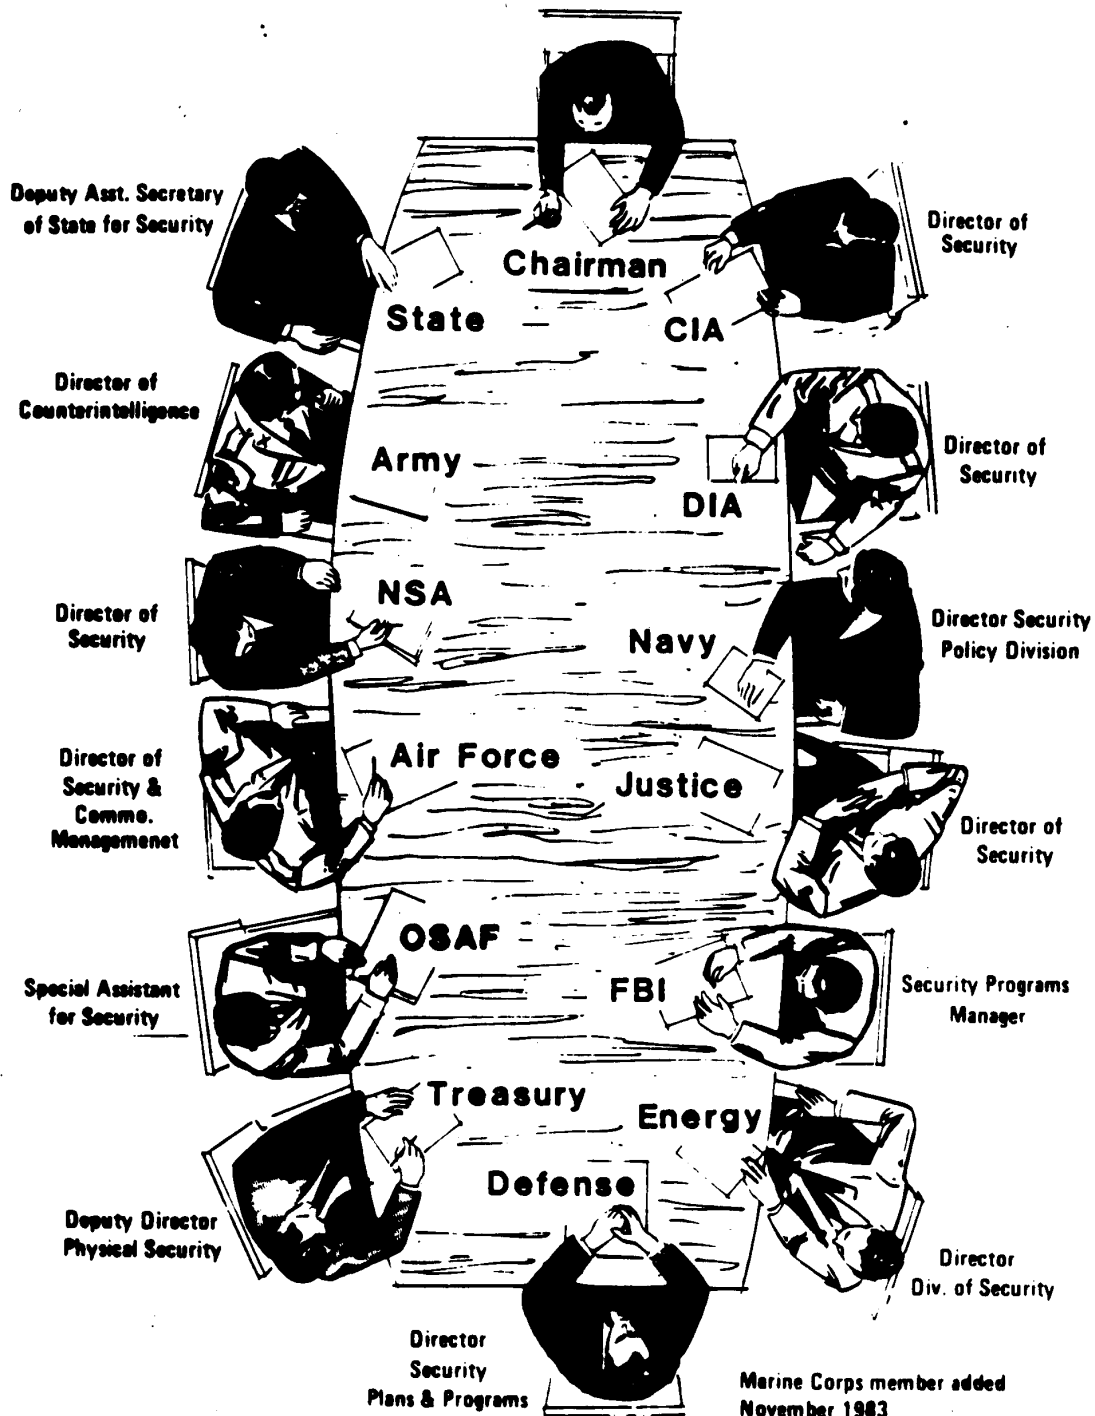 Chairman
Deputy Asst. Secretary
of State for Security
State
Director of
Security
CIA
Director of
Counterintelligence
Army
Director of
Security
DIA
Director of
Security
NSA
Director Security
Policy Division
Navy
Director of
Security &
Commo.
Managemenet
Air Force
Director of
Security
Justice
Special Assistant
for Security
OSAF
Security Programs
Manager
FBI
Deputy Director
Physical Security
Treasury
Director
Div. of Security
Energy
Defense
Director
Security
Plans & Programs
Marine Corps member added
November 1983